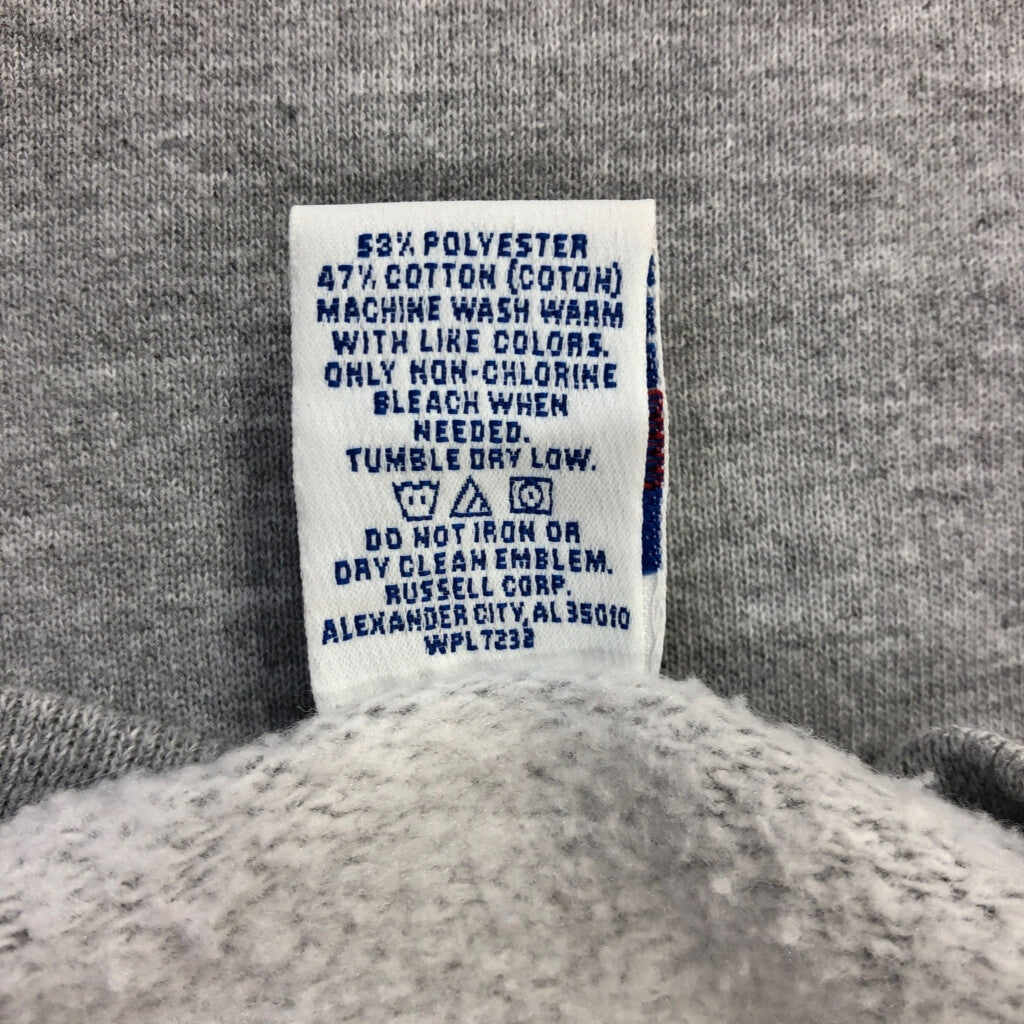 53% POLYESTER
47% COTTON (COTON)
MACHINE WASH WARM
WITH LIKE COLORS.
ONLY NON-CHLORINE
BLEACH WHEN
NEEDED.
TUMBLE DRY LOW.
DO NOT IRON OR
DRY CLEAN EMBLEM.
RUSSELL CORP.
ALEXANDER CITY, AL 35010
WPL 7232